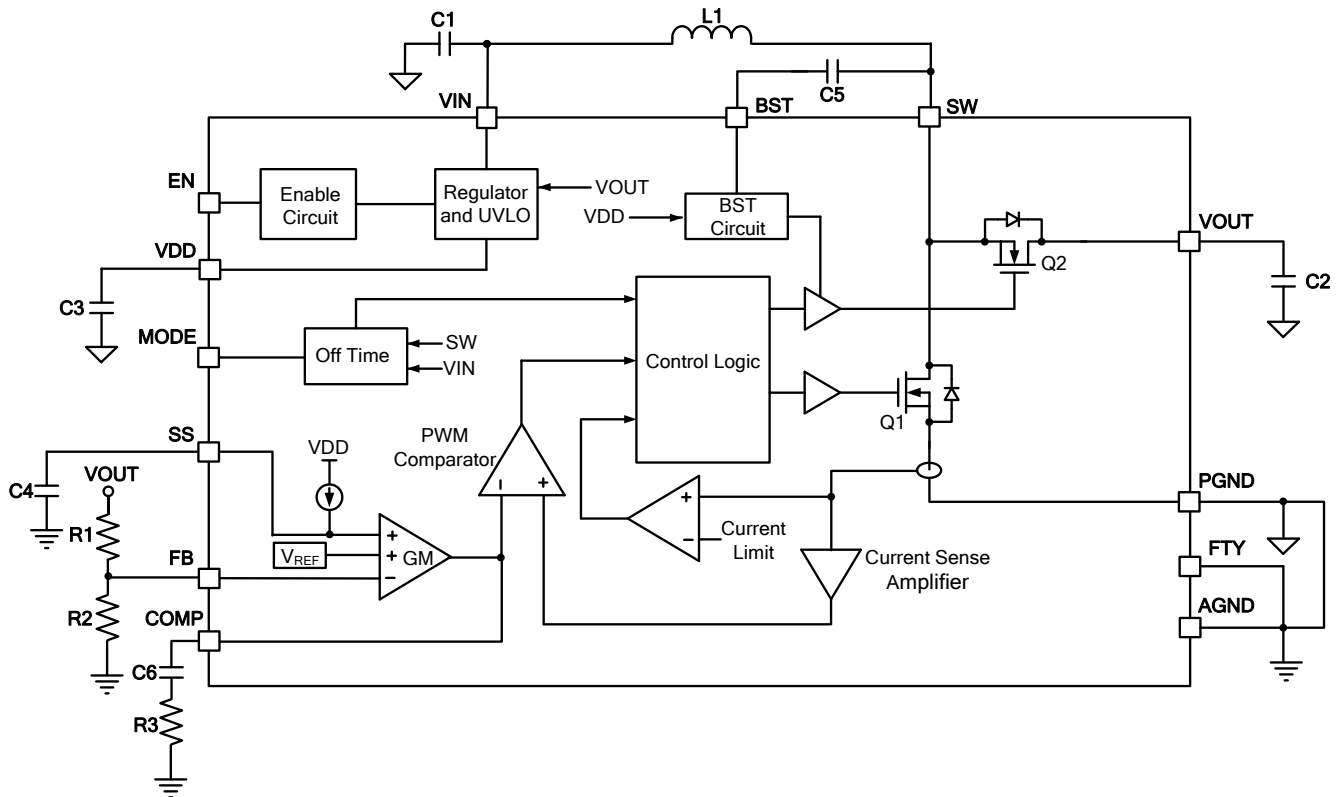 C1
L1
C5
VIN
BST
SW
EN
Enable
Circuit
Regulator
and UVLO
VOUT
VDD
BST
Circuit
VOUT
VDD
Q2
C3
C2
MODE
Off Time
SW
VIN
Control Logic
Q1
SS
VDD
PWM
Comparator
VOUT
C4
PGND
R1
+
VREF
+
GM
−
− +
+
−
Current
Limit
Current Sense
Amplifier
FB
FTY
R2
COMP
AGND
C6
R3